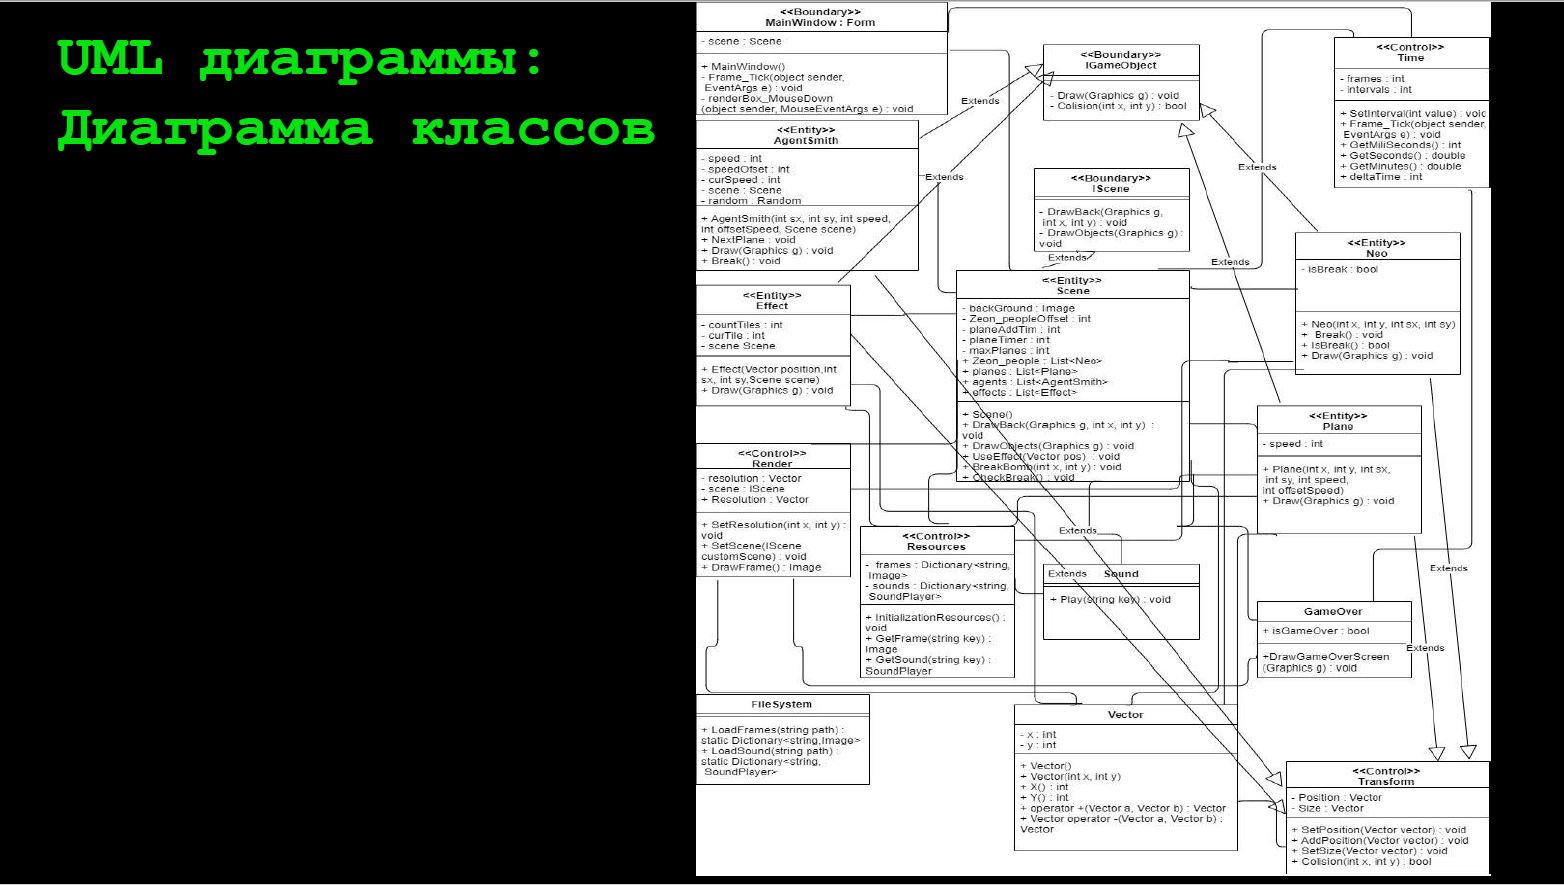 UML диаграммы:
Диаграмма классов
<<Boundary>>
MainWindow : Form
- scene : Scene
+ MainWindow()
- Frame_Tick(object sender,
EventArgs e) : void
- renderBox_MouseDown
(object sender, MouseEventArgs e) : void
<<Entity>>
AgentSmith
- speed : int
- speedOfset : int
- curSpeed : int
- scene : Scene
- random : Random
+ AgentSmith(int sx, int sy, int speed,
int offsetSpeed, Scene scene)
+ NextPlane : void
+ Draw(Graphics g) : void
+ Break() : void
<<Entity>>
Effect
- countTiles : int
- curTile : int
- scene Scene
+ Effect(Vector position,int
sx, int sy,Scene scene)
+ Draw(Graphics g) : void
<<Control>>
Render
- resolution : Vector
- scene : IScene
+ Resolution : Vector
+ SetResolution(int x, int y) :
void
+ SetScene(IScene
customScene) : void
+ DrawFrame() : Image
FileSystem
+ LoadFrames(string path) :
static Dictionary<string,Image>
+ LoadSound(string path) :
static Dictionary<string,
SoundPlayer>
<<Boundary>>
IGameObject
- Draw(Graphics g) : void
- Colision(int x, int y) : bool
Extends
Extends
<<Boundary>>
IScene
- DrawBack(Graphics g,
int x, int y) : void
- DrawObjects(Graphics g) :
void
Extends
<<Entity>>
Scene
- backGround : Image
- Zeon_peopleOffset : int
- planeAddTim : int
- planeTimer : int
- maxPlanes : int
+ Zeon_people : List<Neo>
+ planes : List<Plane>
+ agents : List<AgentSmith>
+ effects : List<Effect>
+ Scene()
+ DrawBack(Graphics g, int x, int y) :
void
+ DrawObjects(Graphics g) : void
+ UseEffect(Vector pos) : void
+ BreakBomb(int x, int y) : void
+ CheckBreak() : void
<<Control>>
Resources
- frames : Dictionary<string,
Image>
- sounds : Dictionary<string,
SoundPlayer>
+ InitializationResources() :
void
+ GetFrame(string key) :
Image
+ GetSound(string key) :
SoundPlayer
Extends
Extends
Sound
+ Play(string key) : void
Vector
- x : int
- y : int
+ Vector()
+ Vector(int x, int y)
+ X() : int
+ Y() : int
+ operator +(Vector a, Vector b) : Vector
+ Vector operator -(Vector a, Vector b) :
Vector
<<Control>>
Time
- frames : int
- intervals : int
+ SetInterval(int value) : void
+ Frame_Tick(object sender,
EventArgs e) : void
+ GetMiliSeconds() : int
+ GetSeconds() : double
+ GetMinutes() : double
+ deltaTime : int
Extends
Extends
<<Entity>>
Neo
- isBreak : bool
+ Neo(int x, int y, int sx, int sy)
+ Break() : void
+ IsBreak() : bool
+ Draw(Graphics g) : void
<<Entity>>
Plane
- speed : int
+ Plane(int x, int y, int sx,
int sy, int speed,
int offsetSpeed)
+ Draw(Graphics g) : void
Extends
GameOver
+ isGameOver : bool
+DrawGameOverScreen
(Graphics g) : void
Extends
<<Control>>
Transform
- Position : Vector
- Size : Vector
+ SetPosition(Vector vector) : void
+ AddPosition(Vector vector) : void
+ SetSize(Vector vector) : void
+ Colision(int x, int y) : bool